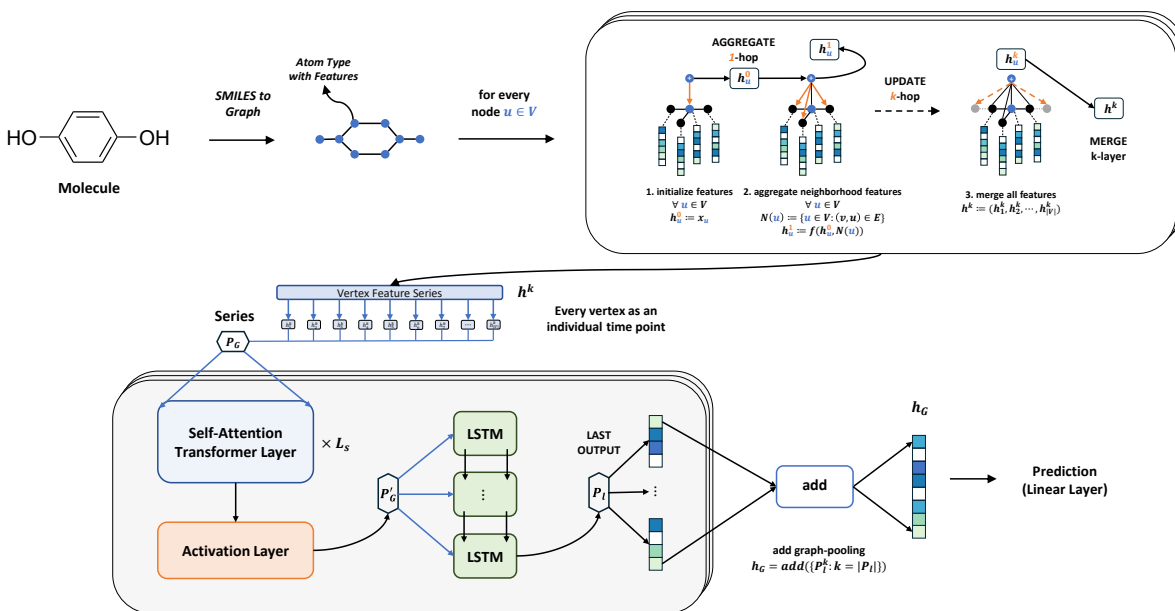 HO
OH
Molecule
SMILES to
Graph
Atom Type
with Features
for every
node u ∈ V
AGGREGATE
1-hop
h_u^0
h_u^1
UPDATE
k-hop
h_u^k
h^k
MERGE
k-layer
1. initialize features
∀ u ∈ V
h_u^0 ≔ x_u
2. aggregate neighborhood features
∀ u ∈ V
N(u) ≔ {u ∈ V: (v, u) ∈ E}
h_u^1 ≔ f(h_u^0, N(u))
3. merge all features
h^k ≔ (h_1^k, h_2^k, ⋯, h_|V|^k)
Vertex Feature Series
h^k
Every vertex as an
individual time point
...
Series
P_G
Self-Attention
Transformer Layer
× L_s
Activation Layer
P_G'
LSTM
⋮
LSTM
LAST
OUTPUT
P_l
⋮
add
h_G
Prediction
(Linear Layer)
add graph-pooling
h_G = add({P_l^k: k = |P_l|})